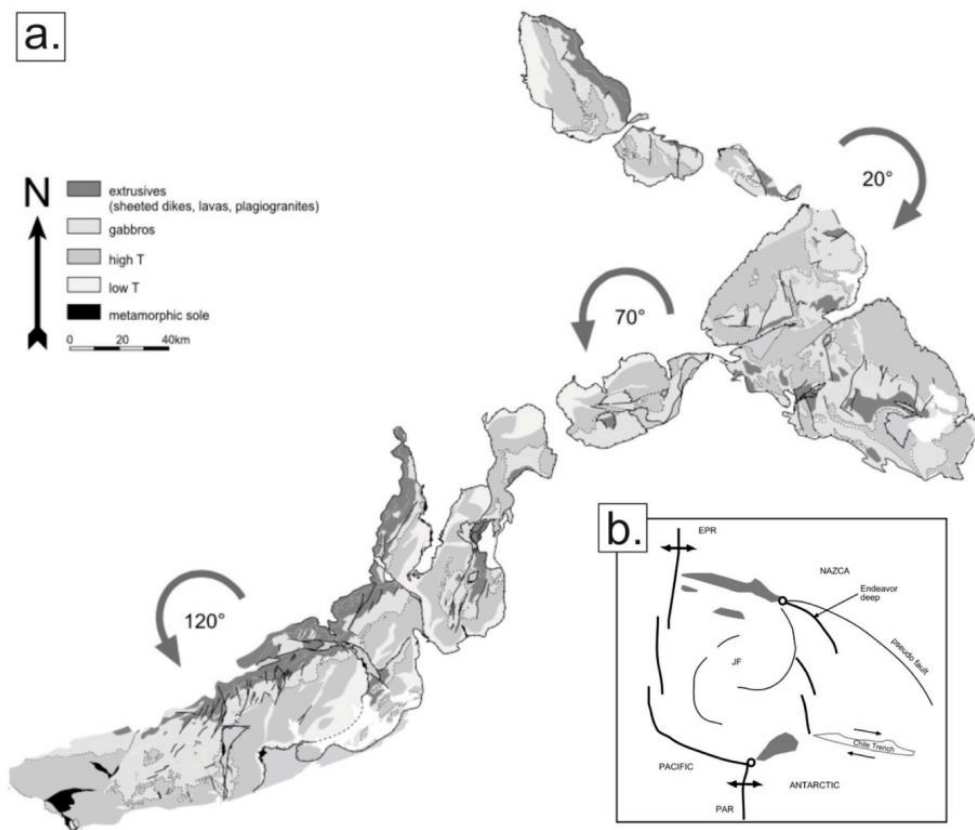 a.
N
extrusives
(sheeted dikes, lavas, plagiogranites)
gabbros
high T
low T
metamorphic sole
0 20 40km
20°
70°
120°
b.
EPR
NAZCA
Endeavor
deep
pseudo fault
JF
Chile Trench
PACIFIC
ANTARCTIC
PAR